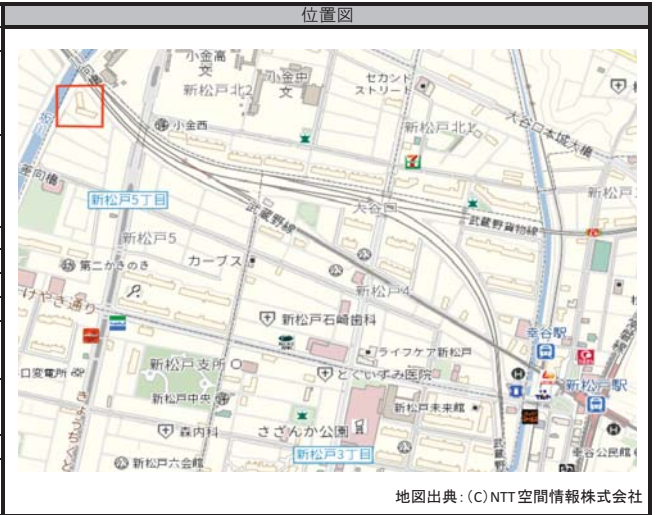 位置図
小金高
文
小金中
文
セカンド
ストリート
新松戸北2
新松戸北1
大谷口本城大橋
小金西
新松戸5丁目
武蔵野線
大谷口
武蔵野貨物線
新松戸5
第二かきのき
カーブス
新松戸4
けやき通り
新松戸石崎歯科
幸谷駅
ライフケア新松戸
口変電所
新松戸支所
とくいずみ医院
新松戸駅
新松戸中央
新松戸未来館
森内科
さざんか公園
新松戸3丁目
幸谷公民館
新松戸六会館
地図出典:(C)NTT空間情報株式会社